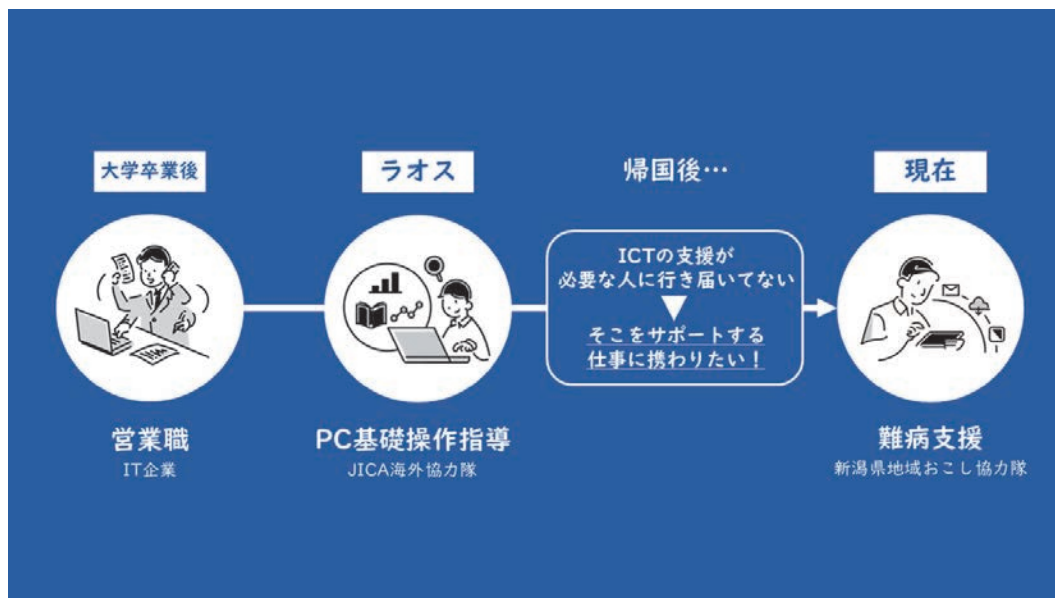 大学卒業後
営業職
IT企業
ラオス
PC基礎操作指導
JICA海外協力隊
帰国後…
ICTの支援が
必要な人に行き届いてない
そこをサポートする
仕事に携わりたい！
現在
難病支援
新潟県地域おこし協力隊